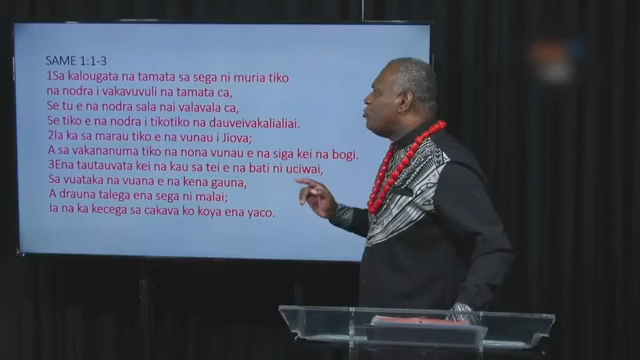 SAME 1:1-3
1Sa kalougata na tamata sa sega ni muria tiko
na nodra i vakavuvuli na tamata ca,
Se tu e na nodra sala nai valavala ca,
Se tiko e na nodra i tikotiko na dauveivakalialiai.
2Ia ka sa marau tiko e na vunau i Jiova;
A sa vakananuma tiko na nona vunau e na siga kei na bogi.
3Ena tautauvata kei na kau sa tei e na bati ni uciwai,
Sa vuataka na vuana e na kena gauna,
A drauna talega ena sega ni malai;
Ia na ka kecega sa cakava ko koya ena yaco.